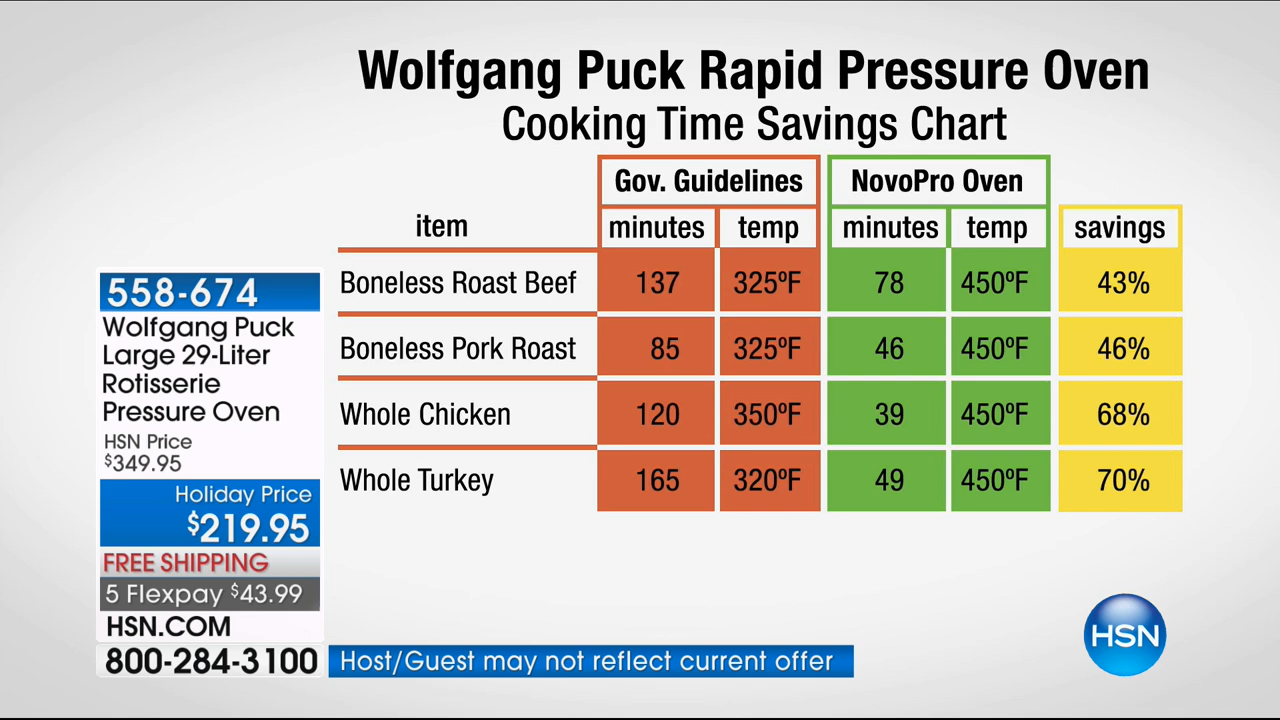 Wolfgang Puck Rapid Pressure Oven
Cooking Time Savings Chart
Gov. Guidelines NovoPro Oven
item minutes temp minutes temp savings
Boneless Roast Beef 137 325ºF 78 450ºF 43%
Boneless Pork Roast 85 325ºF 46 450ºF 46%
Whole Chicken 120 350ºF 39 450ºF 68%
Whole Turkey 165 320ºF 49 450ºF 70%
558-674
Wolfgang Puck
Large 29-Liter
Rotisserie
Pressure Oven
HSN Price
$349.95
Holiday Price
$219.95
FREE SHIPPING
5 Flexpay $43.99
HSN.COM
800-284-3100
Host/Guest may not reflect current offer
HSN